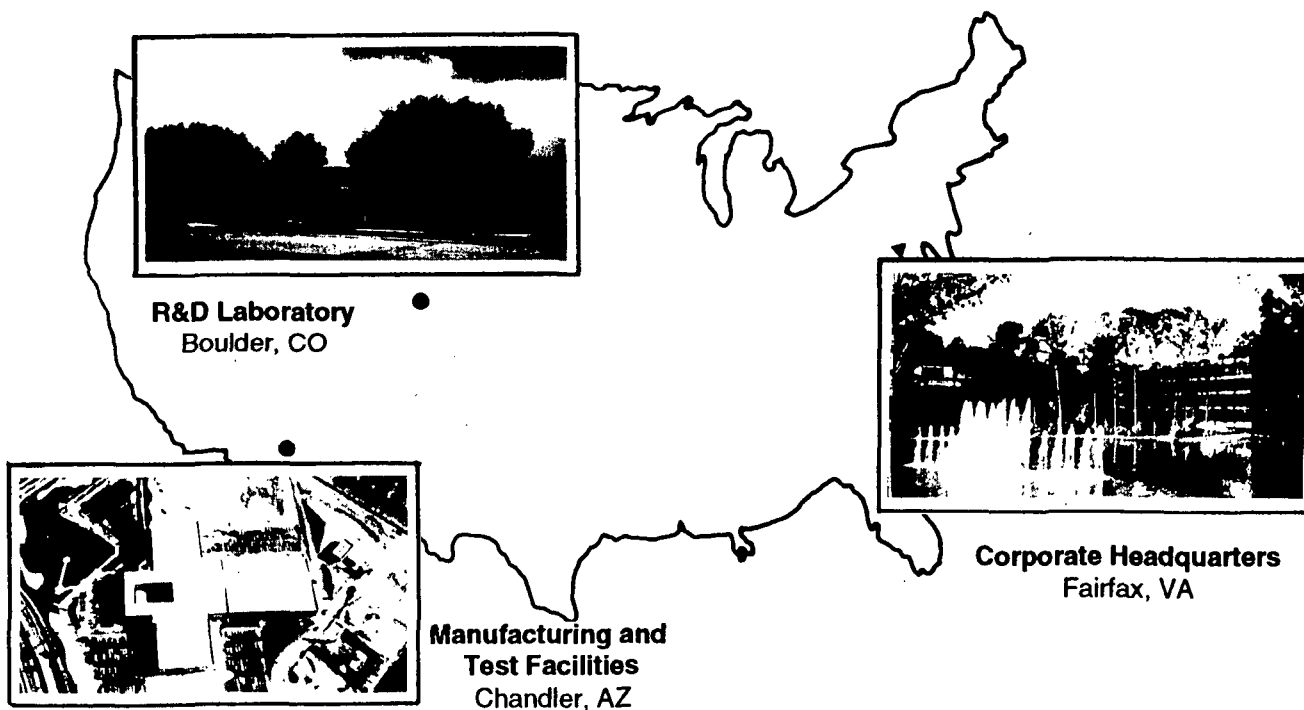 R&D Laboratory
Boulder, CO
Corporate Headquarters
Fairfax, VA
Manufacturing and
Test Facilities
Chandler, AZ